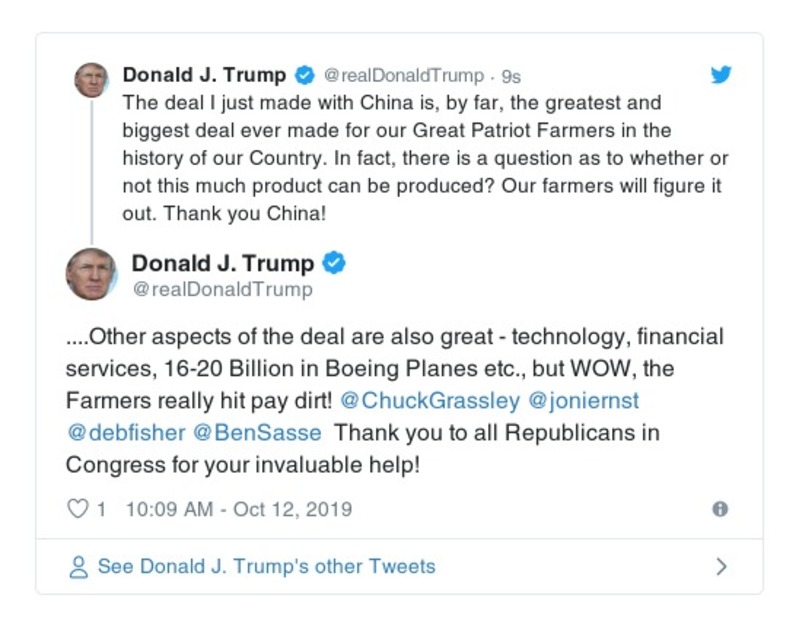 Donald J. Trump @realDonaldTrump · 9s
The deal I just made with China is, by far, the greatest and
biggest deal ever made for our Great Patriot Farmers in the
history of our Country. In fact, there is a question as to whether or
not this much product can be produced? Our farmers will figure it
out. Thank you China!
Donald J. Trump
@realDonaldTrump
....Other aspects of the deal are also great - technology, financial
services, 16-20 Billion in Boeing Planes etc., but WOW, the
Farmers really hit pay dirt! @ChuckGrassley @joniernst
@debfisher @BenSasse  Thank you to all Republicans in
Congress for your invaluable help!
1 10:09 AM - Oct 12, 2019
See Donald J. Trump's other Tweets